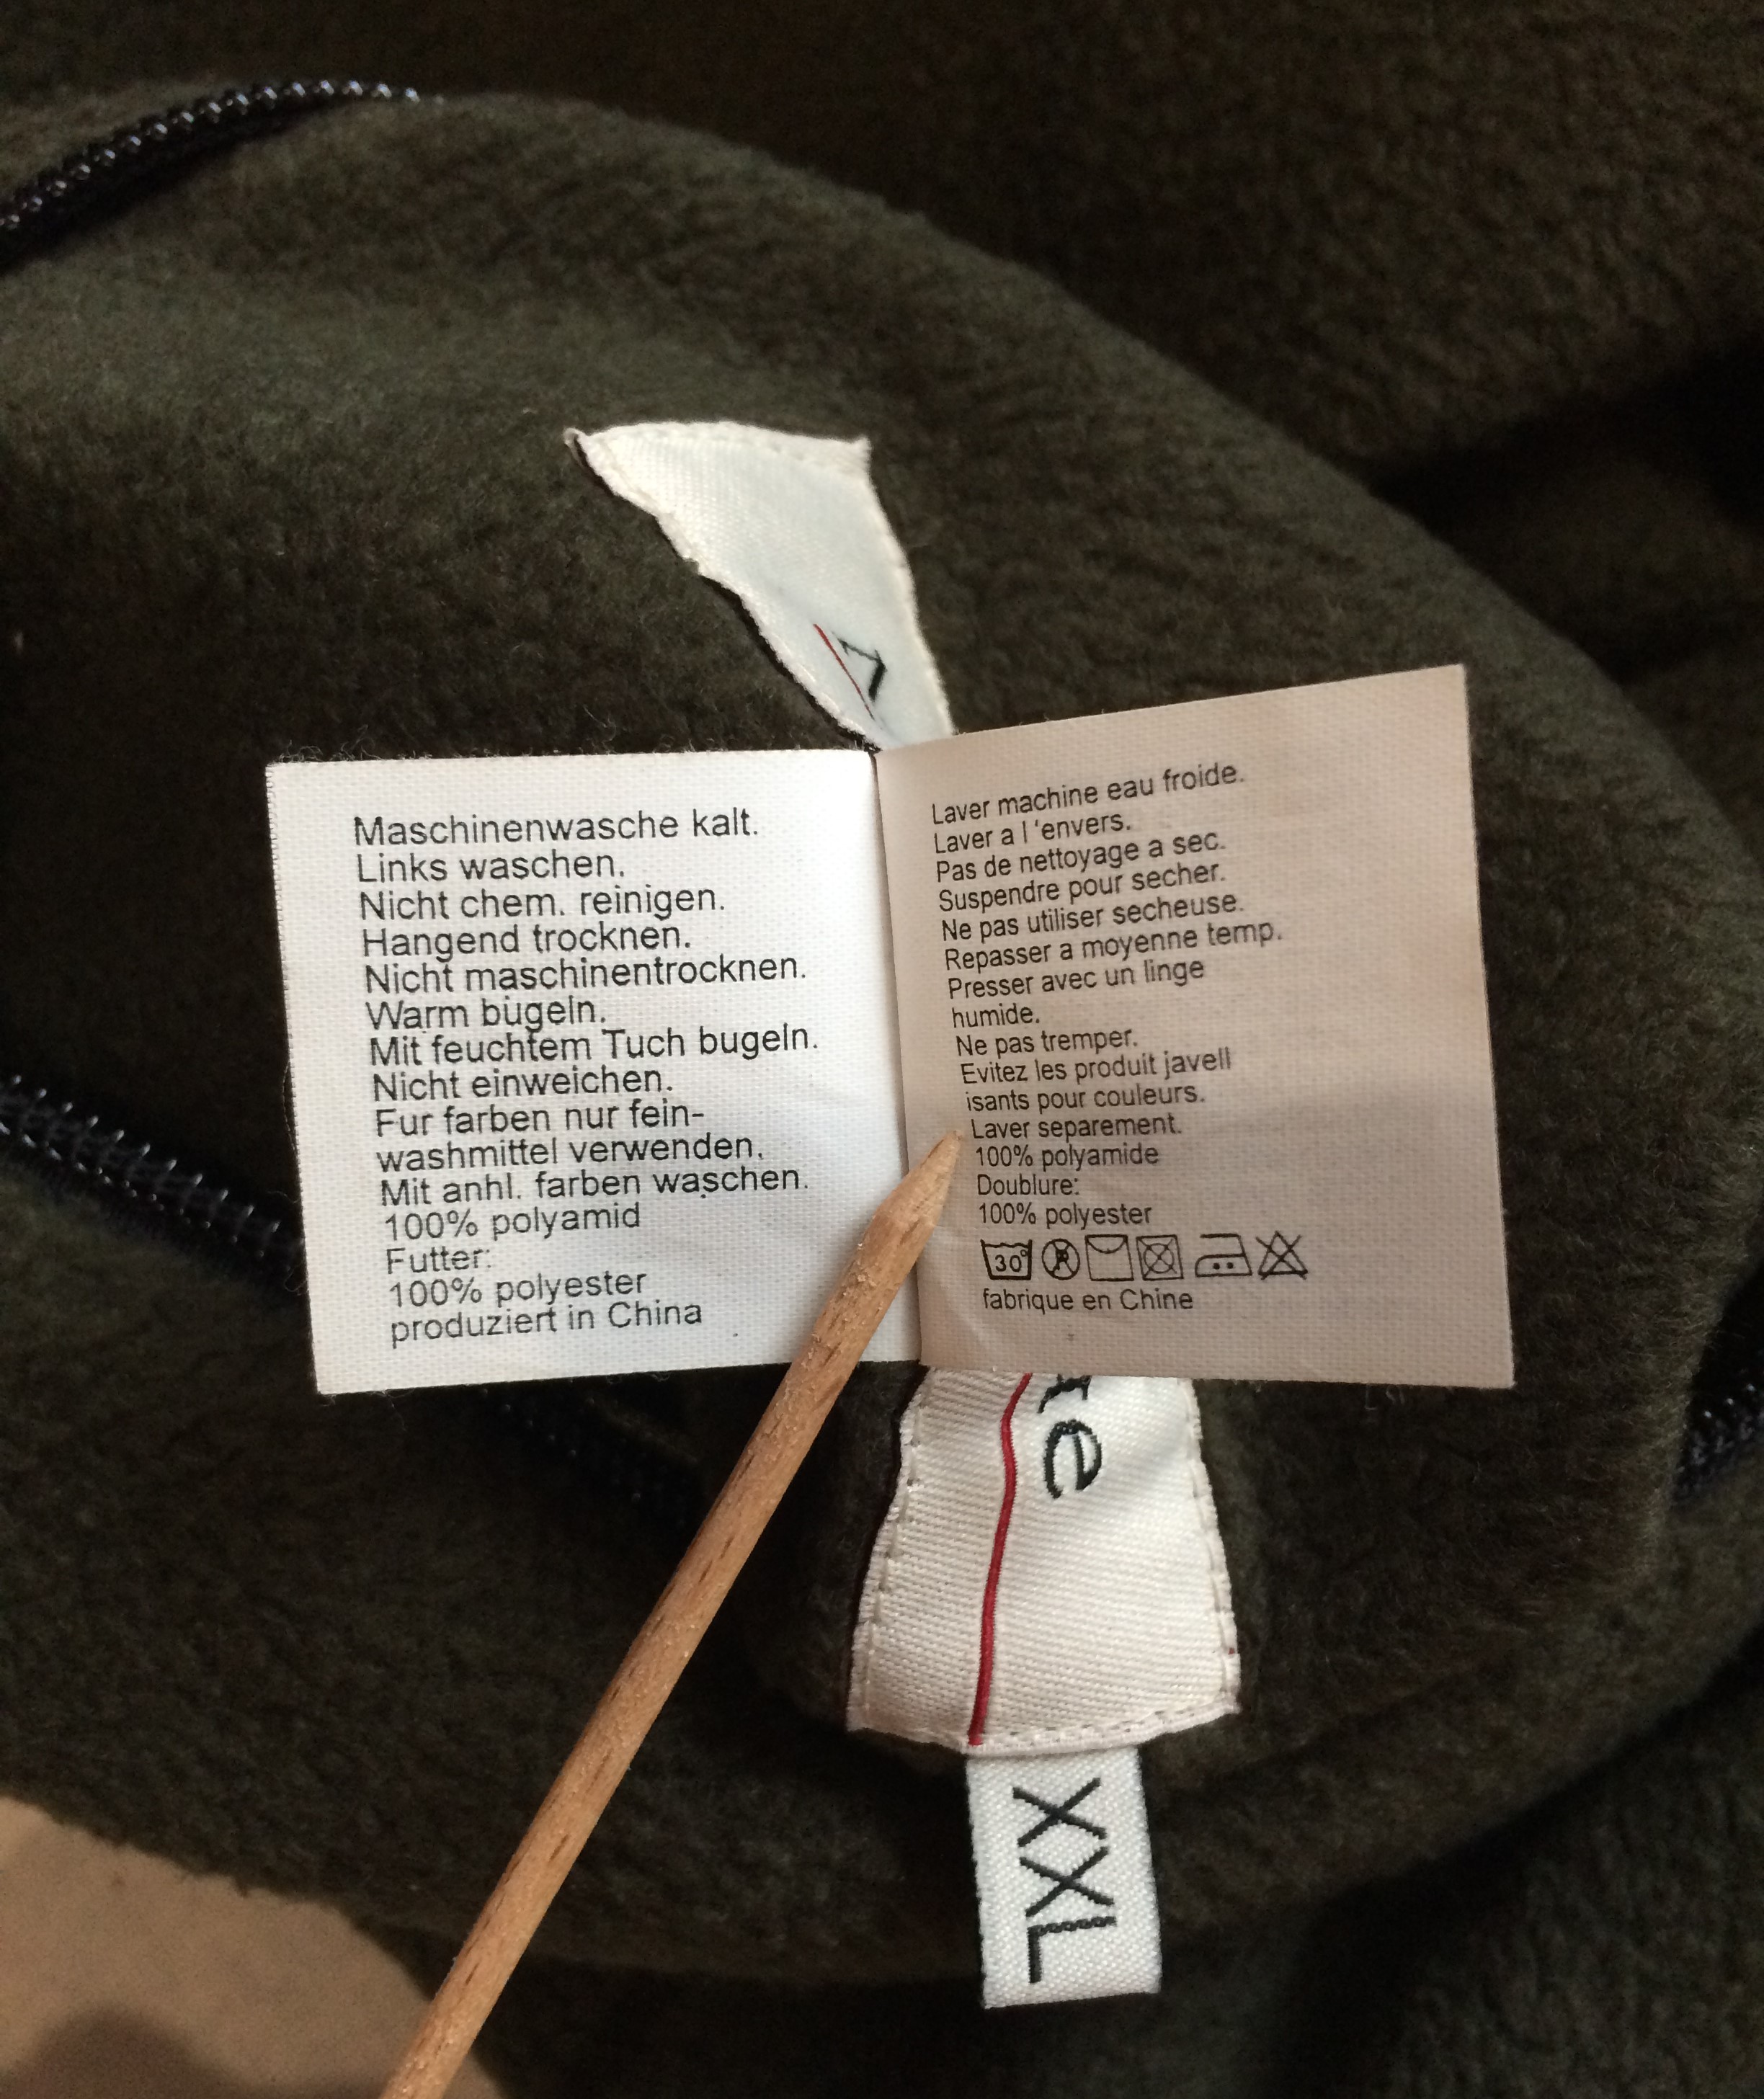 Maschinenwasche kalt.
Links waschen.
Nicht chem. reinigen.
Hangend trocknen.
Nicht maschinentrocknen.
Warm bügeln.
Mit feuchtem Tuch bugeln.
Nicht einweichen.
Fur farben nur fein-
washmittel verwenden.
Mit anhl. farben waschen.
100% polyamid
Futter:
100% polyester
produziert in China
Laver machine eau froide.
Laver a l 'envers.
Pas de nettoyage a sec.
Suspendre pour secher.
Ne pas utiliser secheuse.
Repasser a moyenne temp.
Presser avec un linge
humide.
Ne pas tremper.
Evitez les produit javell
isants pour couleurs.
Laver separement.
100% polyamide
Doublure:
100% polyester
30°
fabrique en Chine
XXL